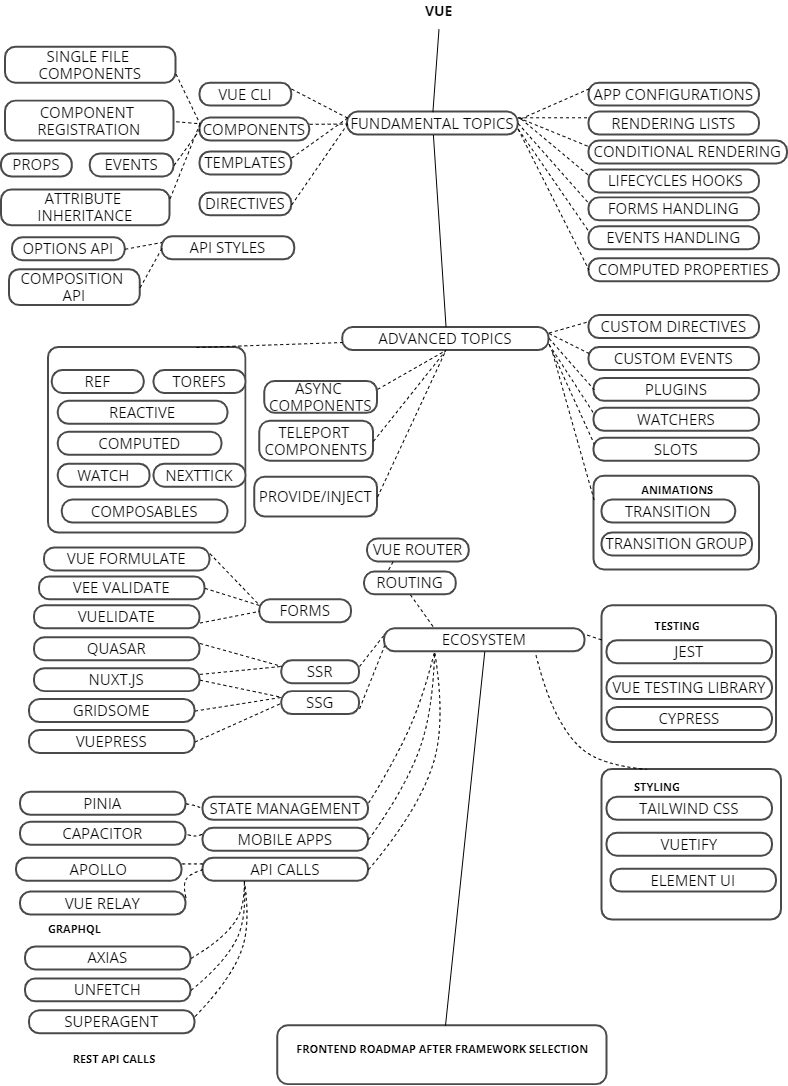 VUE
SINGLE FILE
COMPONENTS
COMPONENT
REGISTRATION
PROPS
EVENTS
ATTRIBUTE
INHERITANCE
VUE CLI
COMPONENTS
TEMPLATES
DIRECTIVES
FUNDAMENTAL TOPICS
APP CONFIGURATIONS
RENDERING LISTS
CONDITIONAL RENDERING
LIFECYCLES HOOKS
FORMS HANDLING
EVENTS HANDLING
COMPUTED PROPERTIES
OPTIONS API
API STYLES
COMPOSITION
API
ADVANCED TOPICS
REF
TOREFS
REACTIVE
COMPUTED
WATCH
NEXTTICK
COMPOSABLES
ASYNC
COMPONENTS
TELEPORT
COMPONENTS
PROVIDE/INJECT
CUSTOM DIRECTIVES
CUSTOM EVENTS
PLUGINS
WATCHERS
SLOTS
ANIMATIONS
TRANSITION
TRANSITION GROUP
VUE ROUTER
ROUTING
VUE FORMULATE
VEE VALIDATE
VUELIDATE
FORMS
QUASAR
NUXT.JS
GRIDSOME
VUEPRESS
SSR
SSG
ECOSYSTEM
TESTING
JEST
VUE TESTING LIBRARY
CYPRESS
STYLING
TAILWIND CSS
VUETIFY
ELEMENT UI
PINIA
STATE MANAGEMENT
CAPACITOR
MOBILE APPS
APOLLO
API CALLS
VUE RELAY
GRAPHQL
AXIAS
UNFETCH
SUPERAGENT
REST API CALLS
FRONTEND ROADMAP AFTER FRAMEWORK SELECTION